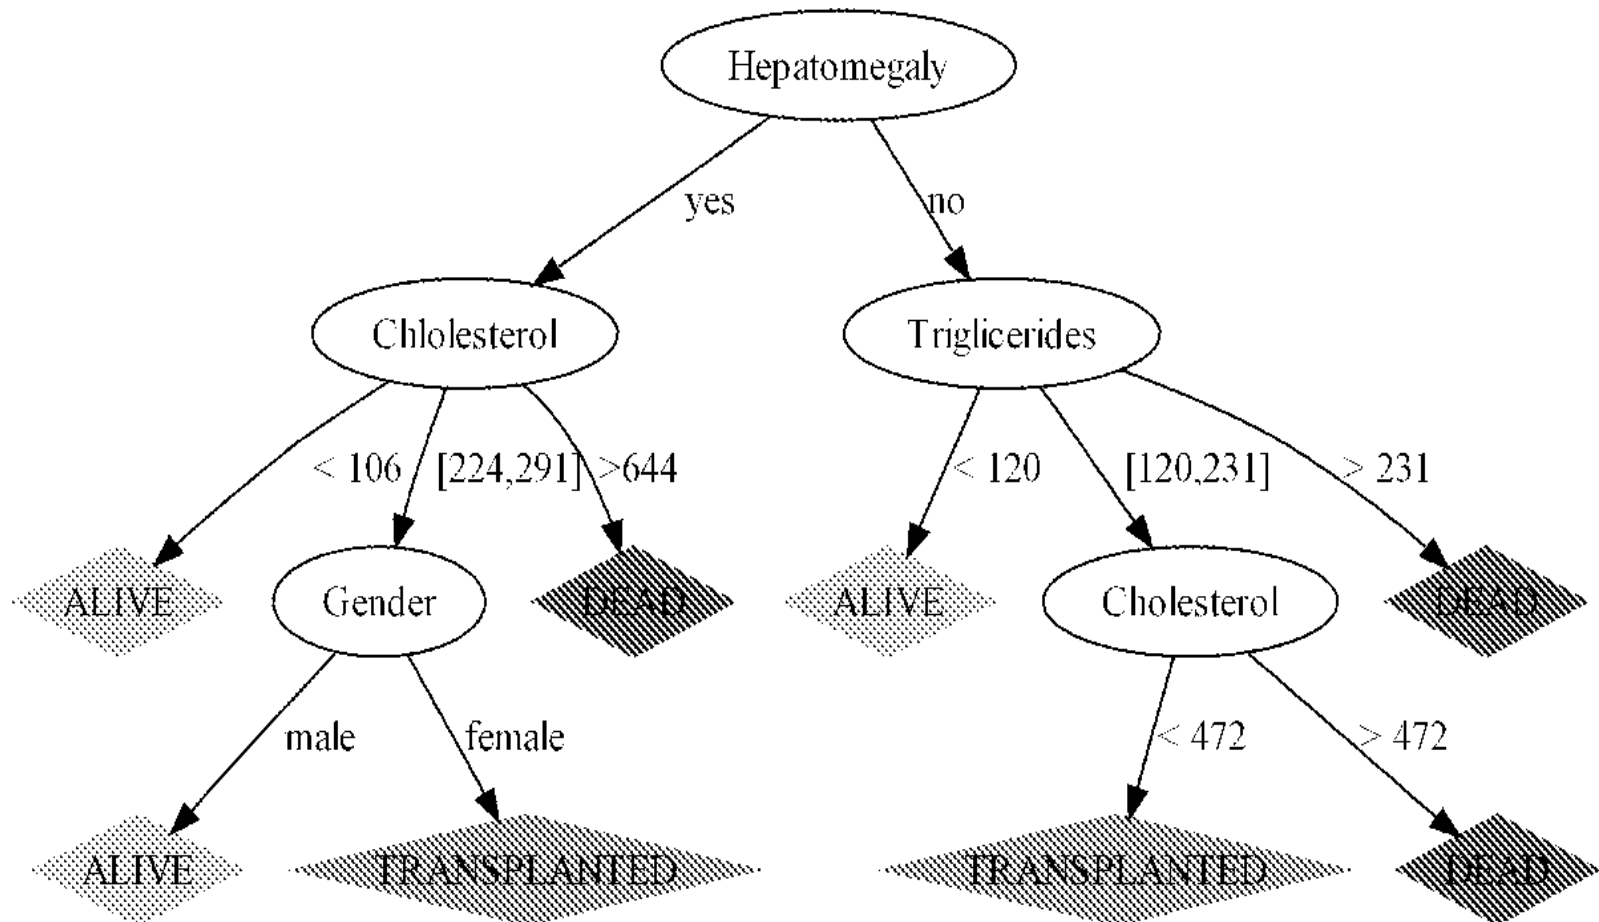 Hepatomegaly
yes
no
Chlolesterol
Triglicerides
< 106
[224,291]
>644
< 120
[120,231]
> 231
ALIVE
Gender
DEAD
ALIVE
Cholesterol
DEAD
male
female
< 472
> 472
ALIVE
TRANSPLANTED
TRANSPLANTED
DEAD